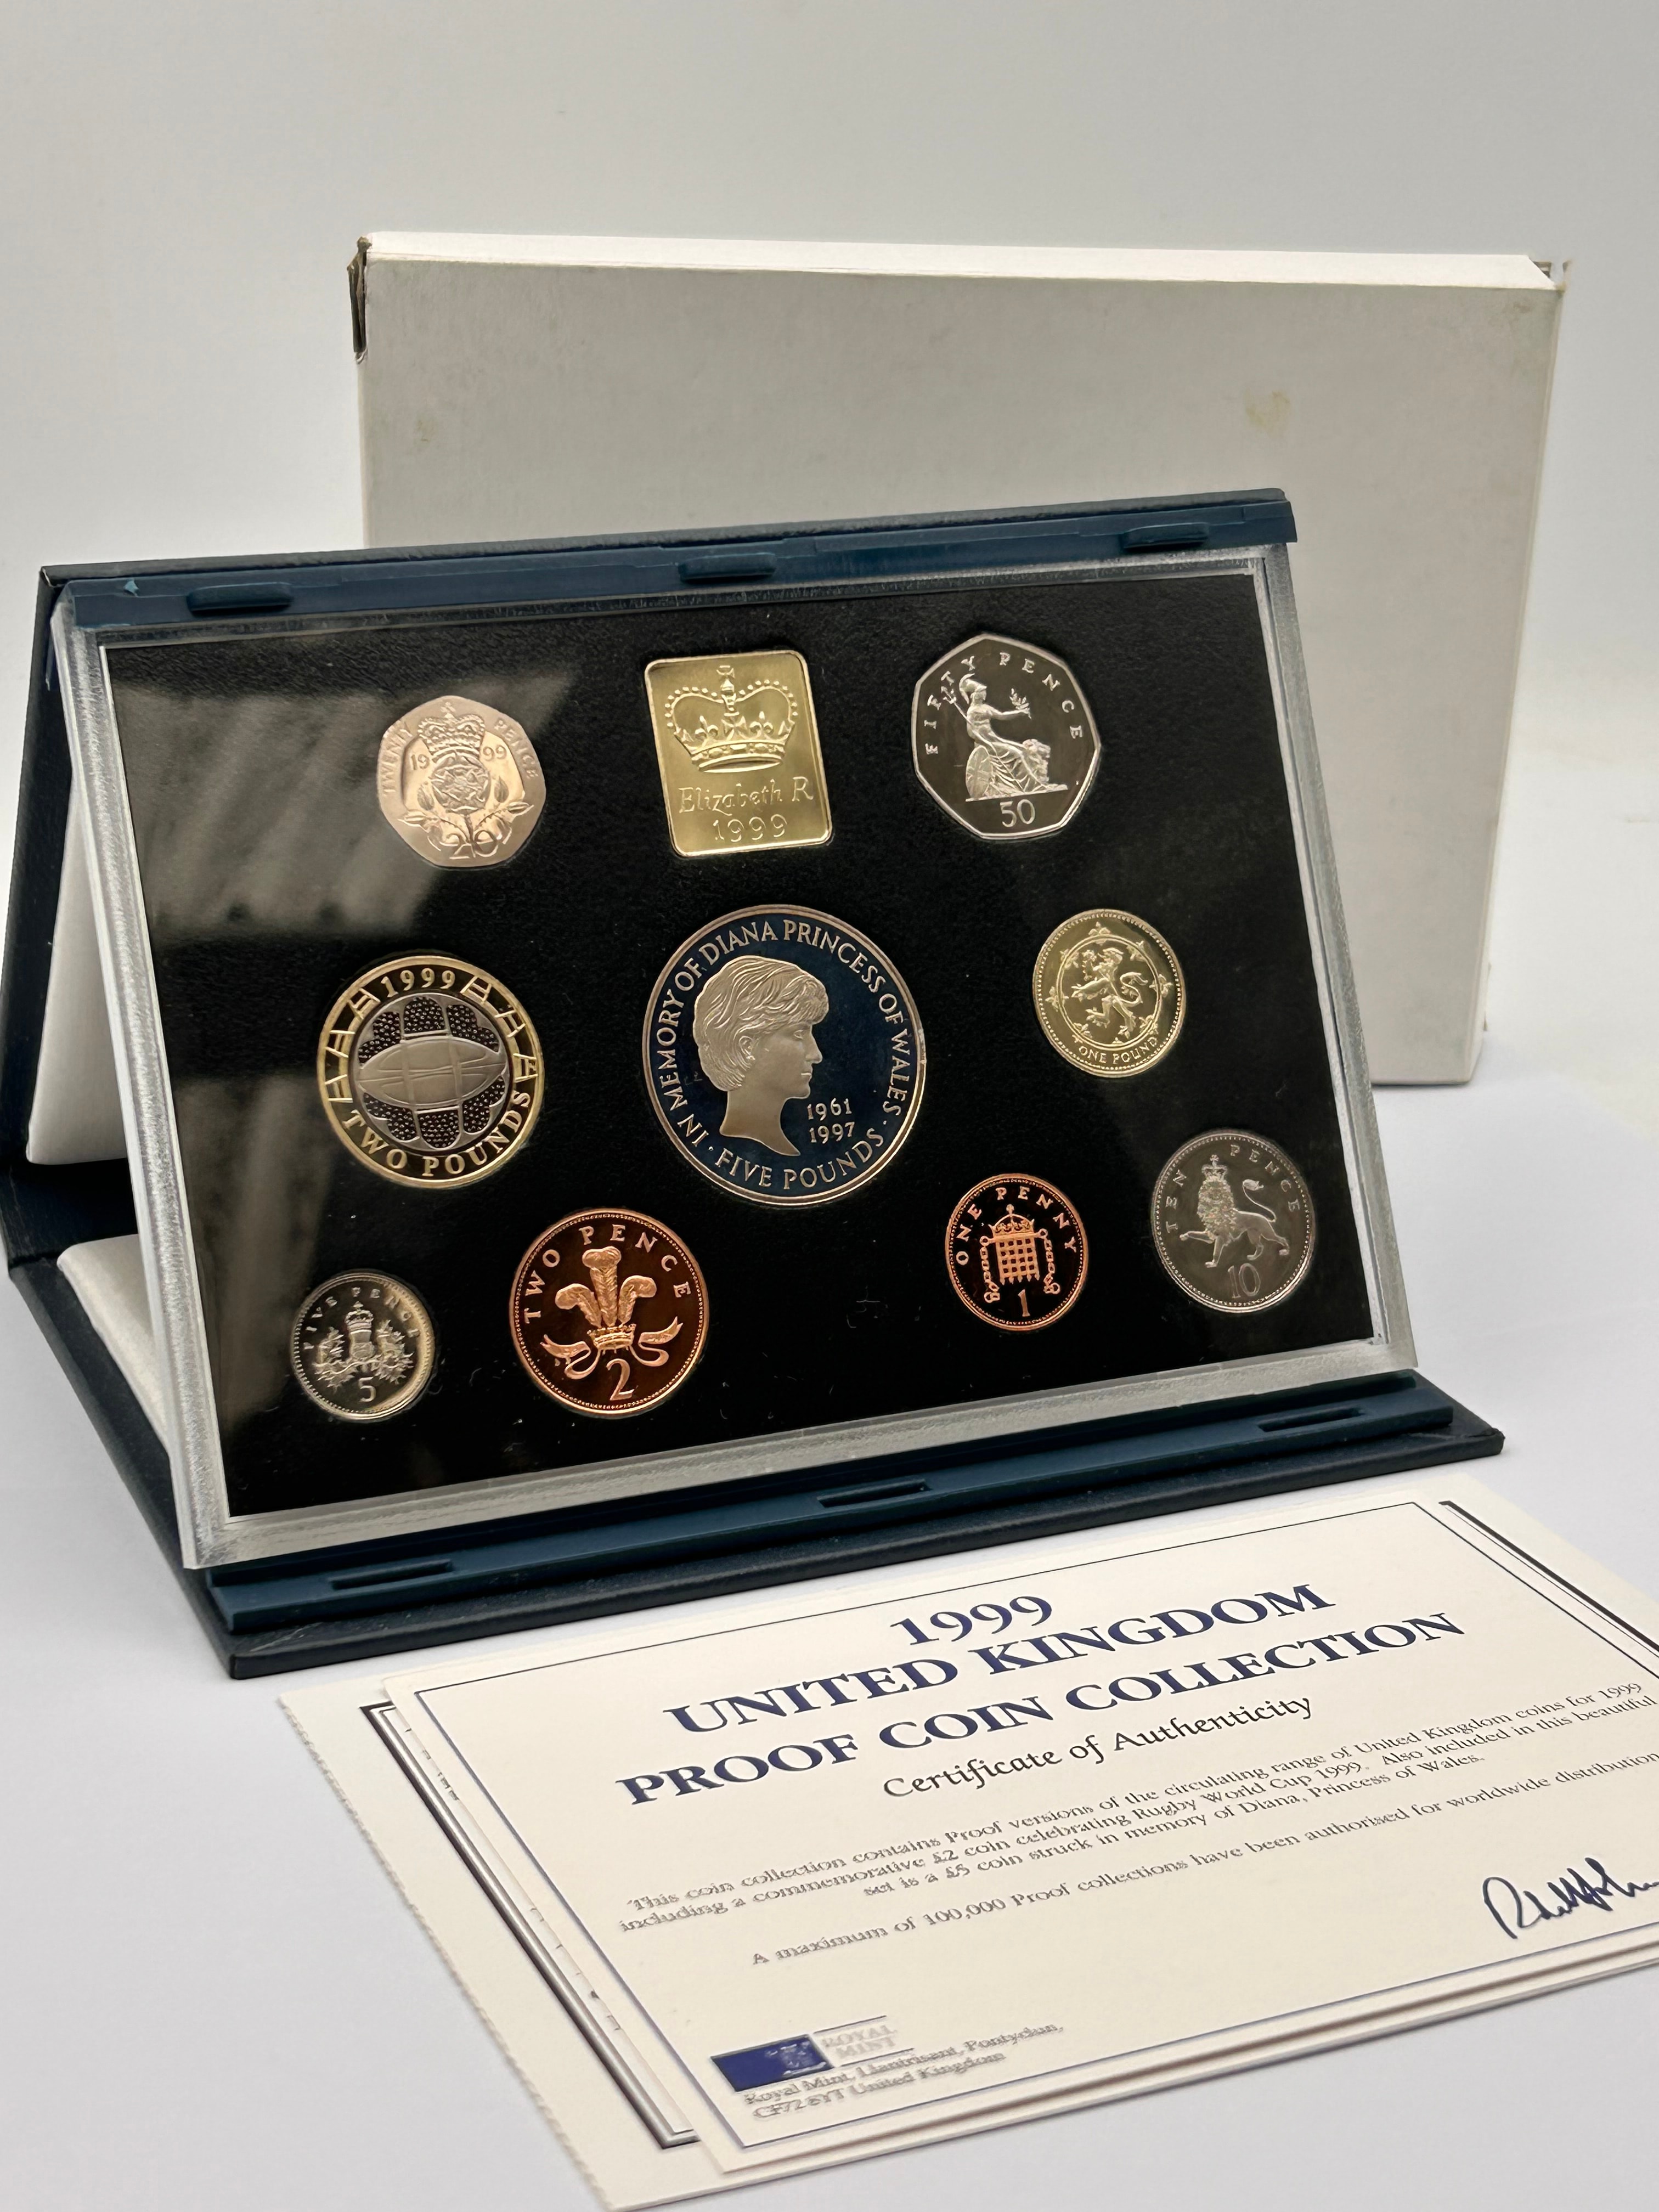 TWENTY PENCE
1999
20
Elizabeth R
1999
FIFTY PENCE
50
1999
TWO POUNDS
IN MEMORY OF DIANA PRINCESS OF WALES · FIVE POUNDS ·
1961
1997
ONE POUND
FIVE PENCE
5
TWO PENCE
2
ONE PENNY
1
TEN PENCE
10
1999
UNITED KINGDOM
PROOF COIN COLLECTION
Certificate of Authenticity
This coin collection contains Proof versions of the circulating range of United Kingdom coins for 1999
including a commemorative £2 coin celebrating Rugby World Cup 1999. Also included in this beautiful
set is a £5 coin struck in memory of Diana, Princess of Wales.
A maximum of 100,000 Proof collections have been authorised for worldwide distribution
ROYAL
MINT
Royal Mint, Llantrisant, Pontyclun,
CF72 8YT United Kingdom